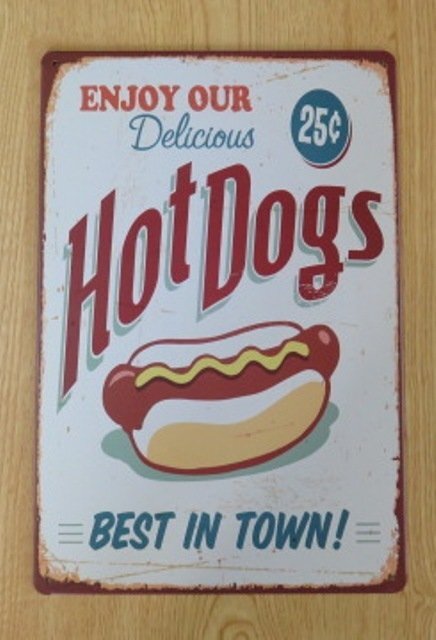 ENJOY OUR
Delicious
25¢
Hot Dogs
BEST IN TOWN!